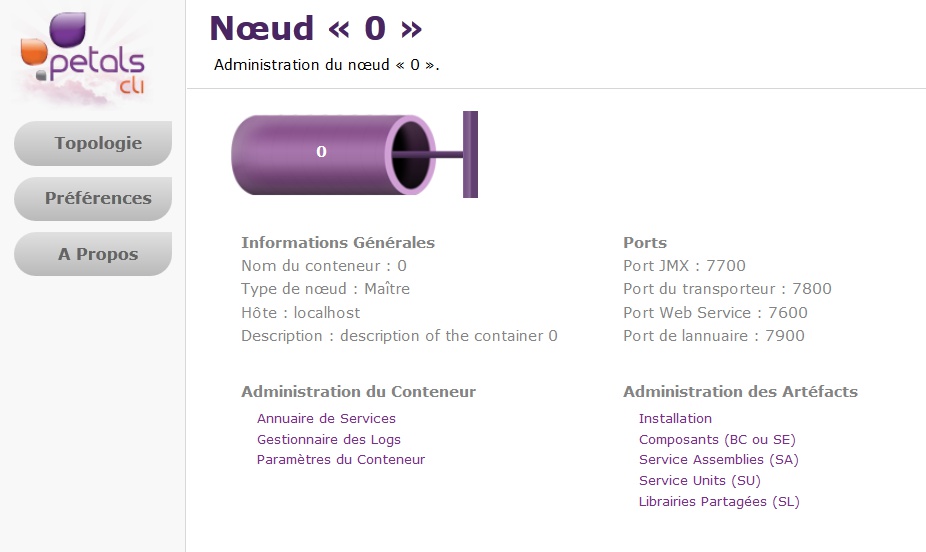 petals
cli
Topologie
Préférences
A Propos
Nœud « 0 »
Administration du nœud « 0 ».
0
Informations Générales
Nom du conteneur : 0
Type de nœud : Maître
Hôte : localhost
Description : description of the container 0
Ports
Port JMX : 7700
Port du transporteur : 7800
Port Web Service : 7600
Port de lannuaire : 7900
Administration du Conteneur
Annuaire de Services
Gestionnaire des Logs
Paramètres du Conteneur
Administration des Artéfacts
Installation
Composants (BC ou SE)
Service Assemblies (SA)
Service Units (SU)
Librairies Partagées (SL)